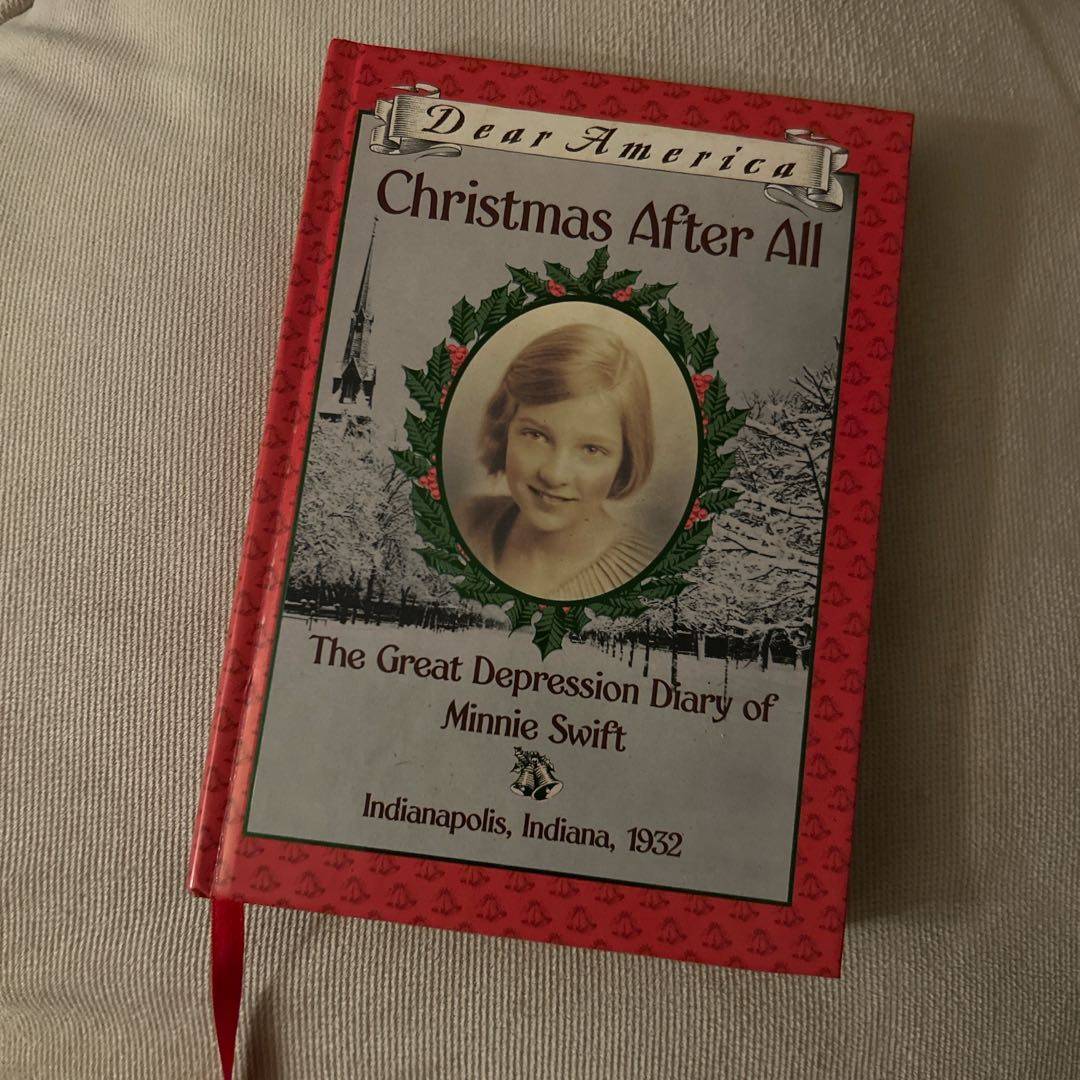 Dear America
Christmas After All
The Great Depression Diary of
Minnie Swift
Indianapolis, Indiana, 1932